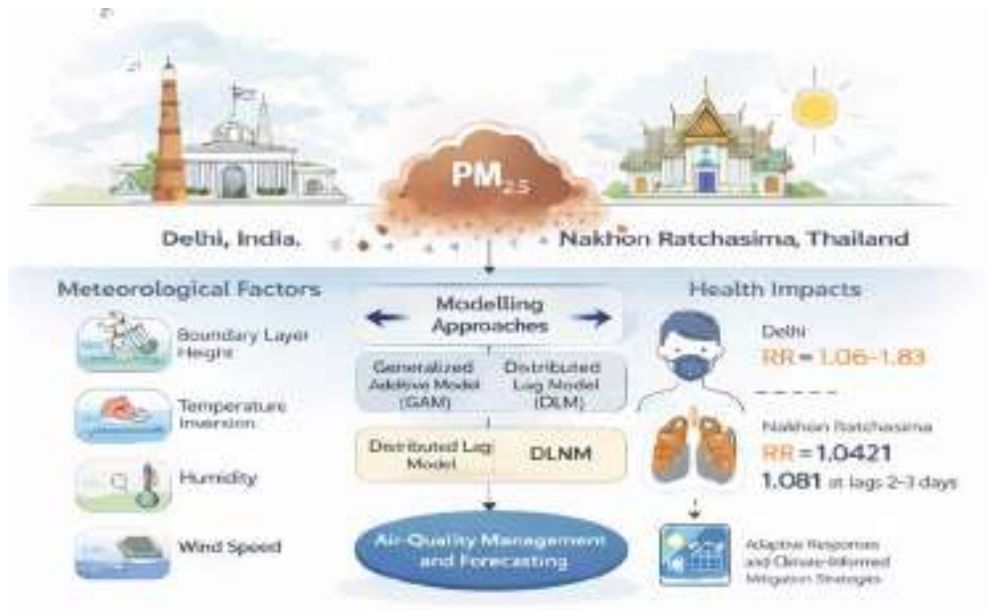 PM2.5
Delhi, India.
Nakhon Ratchasima, Thailand
Meteorological Factors
Boundary Layer
Height
Temperature
Inversion
Humidity
Wind Speed
Modelling
Approaches
Generalized
Additive Model
(GAM)
Distributed
Lag Model
(DLM)
Distributed Lag
Model
DLNM
Air-Quality Management
and Forecasting
Health Impacts
Delhi
RR = 1.06–1.83
Nakhon Ratchasima
RR = 1.0421
1.081 at lags 2–3 days
Adaptive Responses
and Climate-Informed
Mitigation Strategies